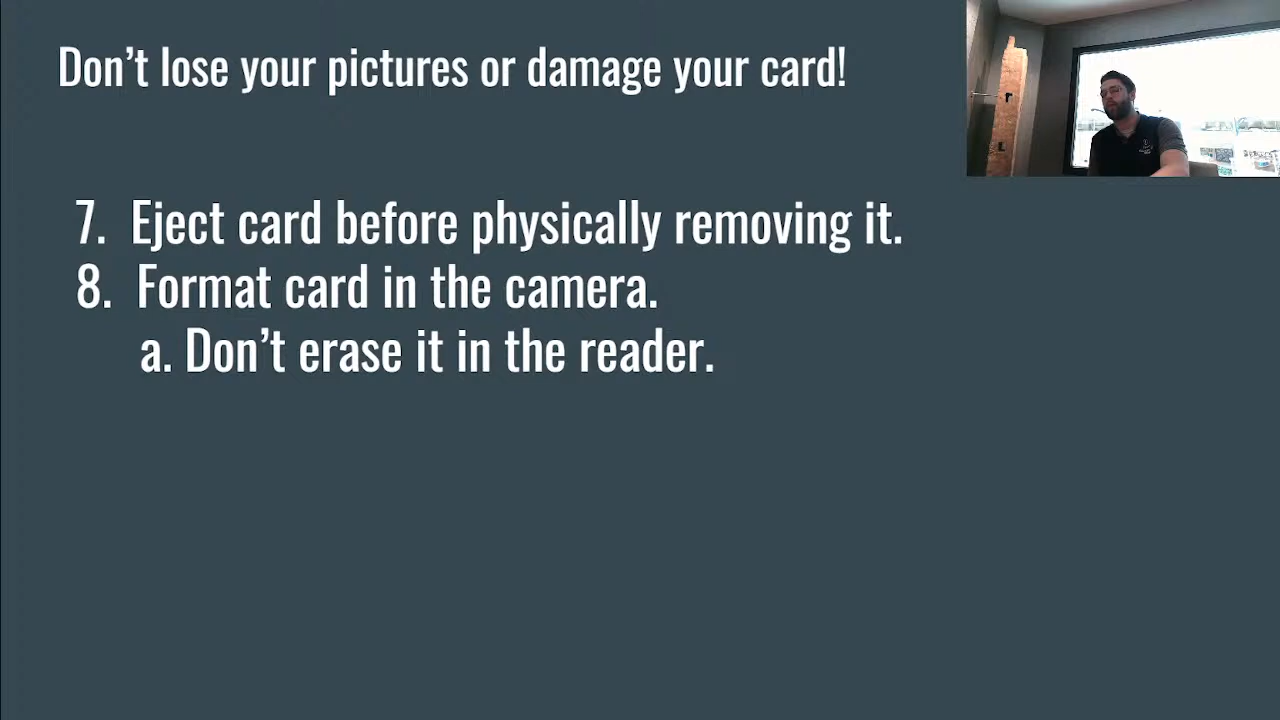 Don’t lose your pictures or damage your card!
7. Eject card before physically removing it.
8. Format card in the camera.
a. Don’t erase it in the reader.